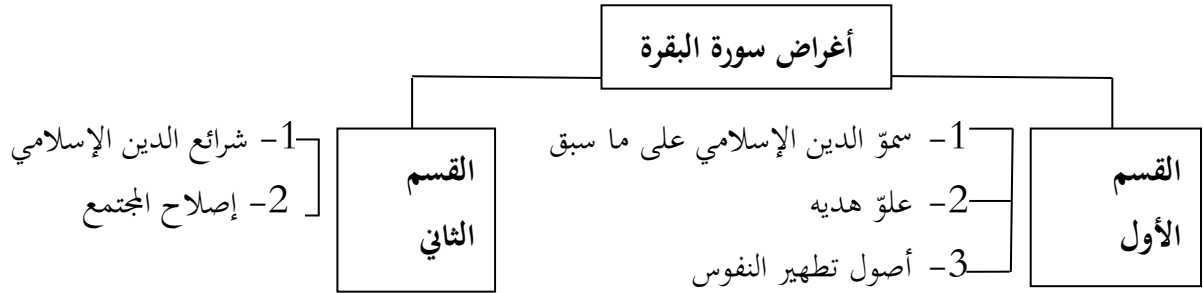 أغراض سورة البقرة
القسم
الأول
1- سموّ الدين الإسلامي على ما سبق
2- علوّ هديه
3- أصول تطهير النفوس
القسم
الثاني
1- شرائع الدين الإسلامي
2- إصلاح المجتمع